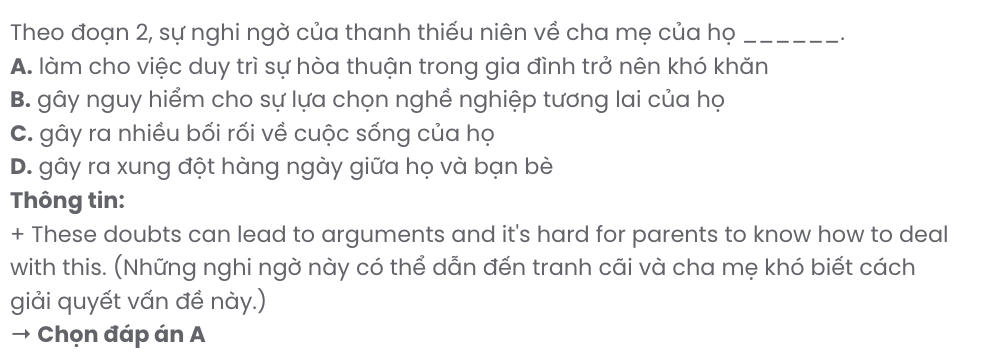 Theo đoạn 2, sự nghi ngờ của thanh thiếu niên về cha mẹ của họ ______.
A. làm cho việc duy trì sự hòa thuận trong gia đình trở nên khó khăn
B. gây nguy hiểm cho sự lựa chọn nghề nghiệp tương lai của họ
C. gây ra nhiều bối rối về cuộc sống của họ
D. gây ra xung đột hàng ngày giữa họ và bạn bè
Thông tin:
+ These doubts can lead to arguments and it's hard for parents to know how to deal
with this. (Những nghi ngờ này có thể dẫn đến tranh cãi và cha mẹ khó biết cách
giải quyết vấn đề này.)
→ Chọn đáp án A